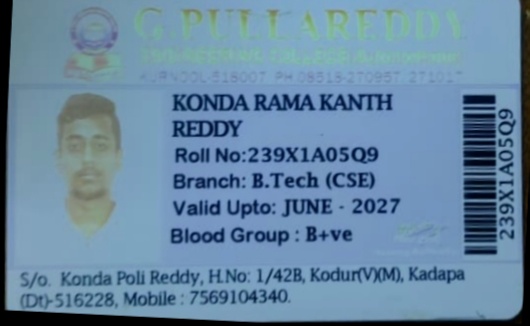 G.PULLAREDDY
ENGINEERING COLLEGE (Autonomous)
KURNOOL-518007 PH:08518-270957, 271017
KONDA RAMA KANTH
REDDY
Roll No:239X1A05Q9
Branch: B.Tech (CSE)
Valid Upto: JUNE - 2027
Blood Group : B+ve
239X1A05Q9
S/o. Konda Poli Reddy, H.No: 1/42B, Kodur(V)(M), Kadapa
(Dt)-516228, Mobile : 7569104340.